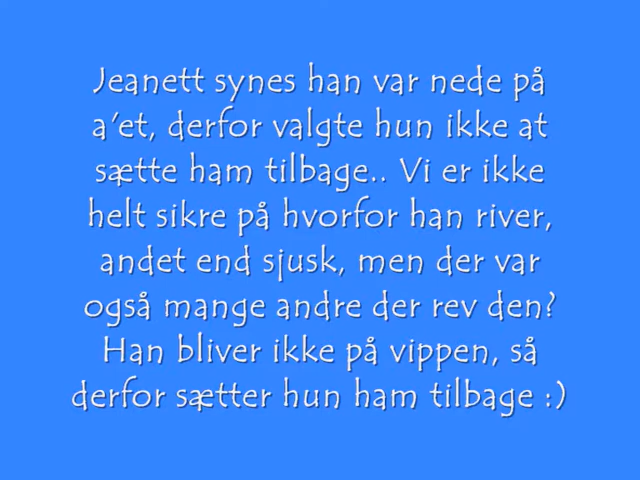 Jeanett synes han var nede på
a'et, derfor valgte hun ikke at
sætte ham tilbage.. Vi er ikke
helt sikre på hvorfor han river,
andet end sjusk, men der var
også mange andre der rev den?
Han bliver ikke på vippen, så
derfor sætter hun ham tilbage :)